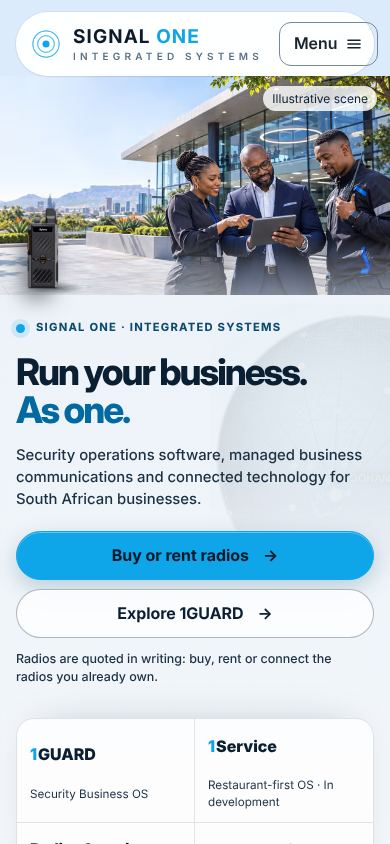 SIGNAL ONE
INTEGRATED SYSTEMS
Menu
Illustrative scene
SIGNAL ONE · INTEGRATED SYSTEMS
Run your business.
As one.
Security operations software, managed business
communications and connected technology for
South African businesses.
Buy or rent radios →
Explore 1GUARD →
Radios are quoted in writing: buy, rent or connect the
radios you already own.
1GUARD
Security Business OS
1Service
Restaurant-first OS · In
development